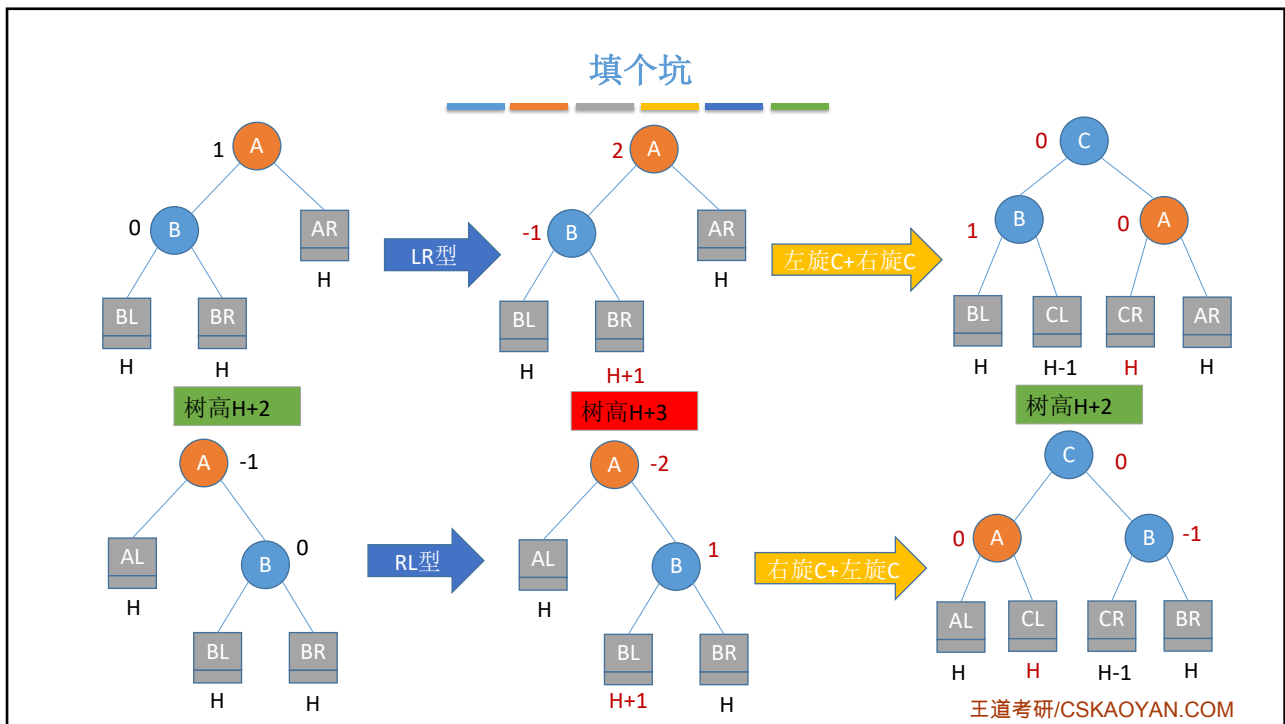 填个坑
1 A
0 B
AR
H
BL BR
H H
树高H+2
LR型
2 A
-1 B
AR
H
BL BR
H H+1
树高H+3
左旋C+右旋C
0 C
1 B 0 A
BL CL CR AR
H H-1 H H
树高H+2
A -1
AL
H
B 0
BL BR
H H
RL型
A -2
AL
H
B 1
BL BR
H+1 H
右旋C+左旋C
C 0
0 A B -1
AL CL CR BR
H H H-1 H
王道考研/CSKAOYAN.COM